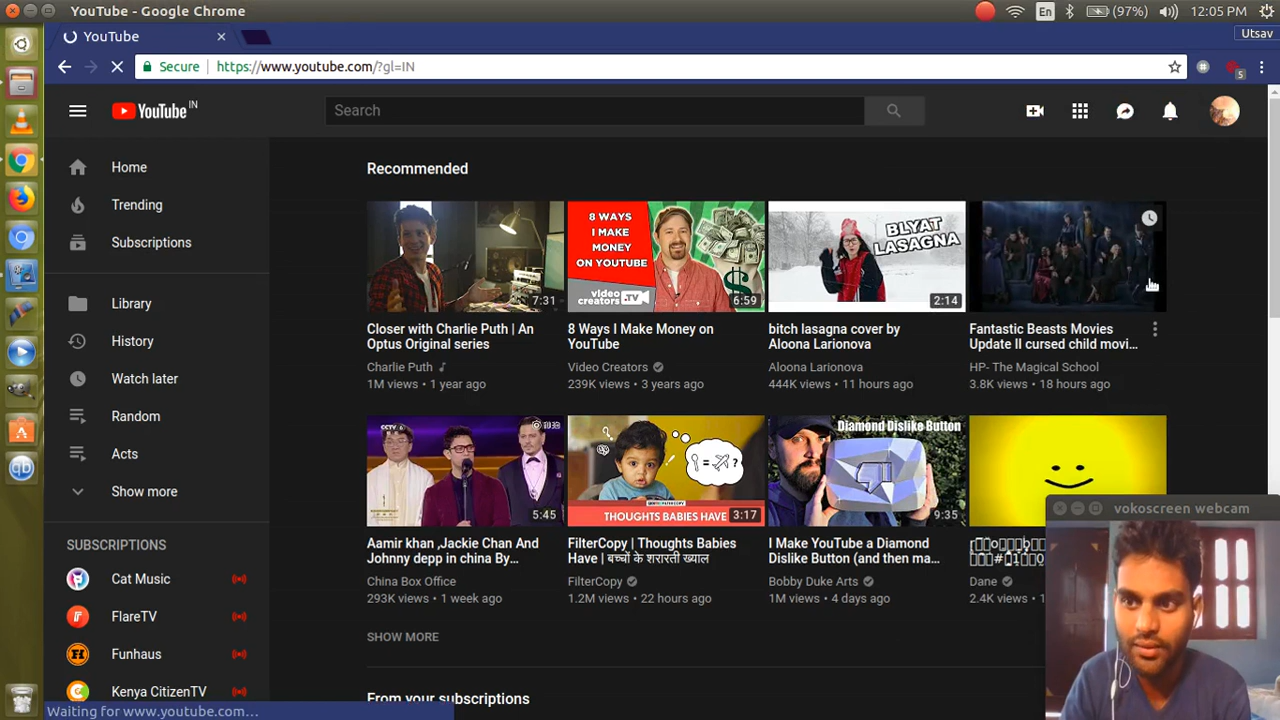 YouTube - Google Chrome
En
(97%)
12:05 PM
YouTube
Utsav
Secure
https://www.youtube.com/?gl=IN
5
YouTube IN
Search
Home
Trending
Subscriptions
Library
History
Watch later
Random
Acts
Show more
SUBSCRIPTIONS
Cat Music
FlareTV
Funhaus
Kenya CitizenTV
Waiting for www.youtube.com...
Recommended
7:31
Closer with Charlie Puth | An
Optus Original series
Charlie Puth
1M views • 1 year ago
8 WAYS
I MAKE
MONEY
ON YOUTUBE
video
creators .TV
6:59
8 Ways I Make Money on
YouTube
Video Creators
239K views • 3 years ago
BLYAT
LASAGNA
2:14
bitch lasagna cover by
Aloona Larionova
Aloona Larionova
444K views • 11 hours ago
Fantastic Beasts Movies
Update II cursed child movi...
HP- The Magical School
3.8K views • 18 hours ago
CCTV 6
5:45
Aamir khan ,Jackie Chan And
Johnny depp in china By...
China Box Office
293K views • 1 week ago
THOUGHTS BABIES HAVE
3:17
FilterCopy | Thoughts Babies
Have | बच्चों के शरारती ख्याल
FilterCopy
1.2M views • 22 hours ago
Diamond Dislike Button
9:35
I Make YouTube a Diamond
Dislike Button (and then ma...
Bobby Duke Arts
1M views • 4 days ago
Dane
2.4K views •
SHOW MORE
From your subscriptions
vokoscreen webcam